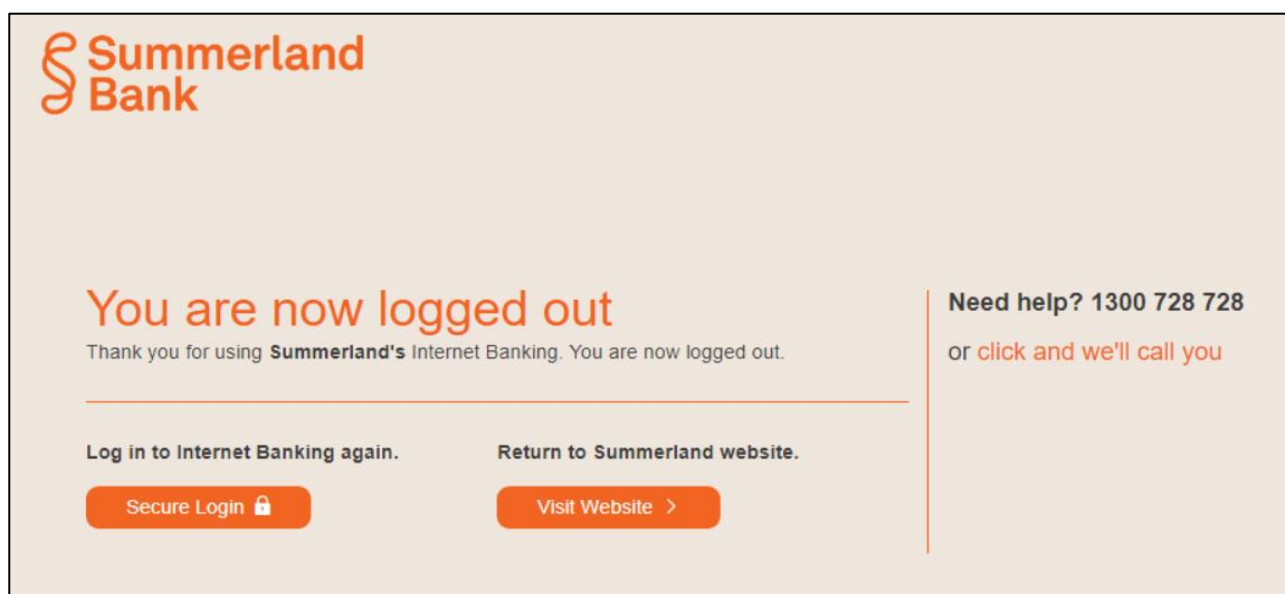 Summerland
Bank
You are now logged out
Thank you for using Summerland's Internet Banking. You are now logged out.
Log in to Internet Banking again.
Secure Login
Return to Summerland website.
Visit Website >
Need help? 1300 728 728
or click and we'll call you